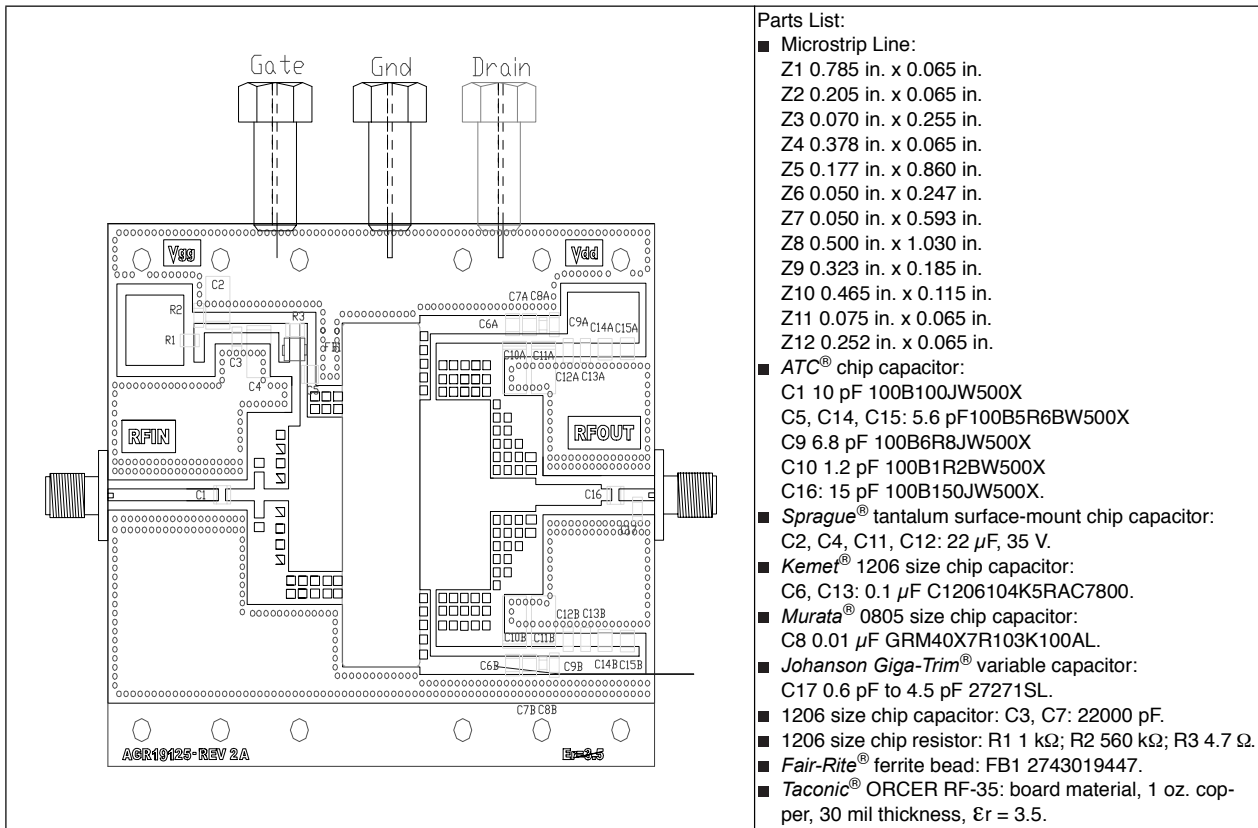 Gate Gnd Drain
Vgg Vdd
C2
R2
R3
R1
C3
C4
C5
FB1
C7A C8A
C6A
C9A
C14A C15A
C10A C11A
C12A C13A
RFIN
RFOUT
C1
C16
C17
C12B C13B
C10B C11B
C14B C15B
C6B
C9B
C7B C8B
AGR19125-REV 2A
Er=3.5
Parts List:
■ Microstrip Line:
Z1 0.785 in. x 0.065 in.
Z2 0.205 in. x 0.065 in.
Z3 0.070 in. x 0.255 in.
Z4 0.378 in. x 0.065 in.
Z5 0.177 in. x 0.860 in.
Z6 0.050 in. x 0.247 in.
Z7 0.050 in. x 0.593 in.
Z8 0.500 in. x 1.030 in.
Z9 0.323 in. x 0.185 in.
Z10 0.465 in. x 0.115 in.
Z11 0.075 in. x 0.065 in.
Z12 0.252 in. x 0.065 in.
■ ATC® chip capacitor:
C1 10 pF 100B100JW500X
C5, C14, C15: 5.6 pF100B5R6BW500X
C9 6.8 pF 100B6R8JW500X
C10 1.2 pF 100B1R2BW500X
C16: 15 pF 100B150JW500X.
■ Sprague® tantalum surface-mount chip capacitor:
C2, C4, C11, C12: 22 µF, 35 V.
■ Kemet® 1206 size chip capacitor:
C6, C13: 0.1 µF C1206104K5RAC7800.
■ Murata® 0805 size chip capacitor:
C8 0.01 µF GRM40X7R103K100AL.
■ Johanson Giga-Trim® variable capacitor:
C17 0.6 pF to 4.5 pF 27271SL.
■ 1206 size chip capacitor: C3, C7: 22000 pF.
■ 1206 size chip resistor: R1 1 kΩ; R2 560 kΩ; R3 4.7 Ω.
■ Fair-Rite® ferrite bead: FB1 2743019447.
■ Taconic® ORCER RF-35: board material, 1 oz. cop-
per, 30 mil thickness, Ɛr = 3.5.